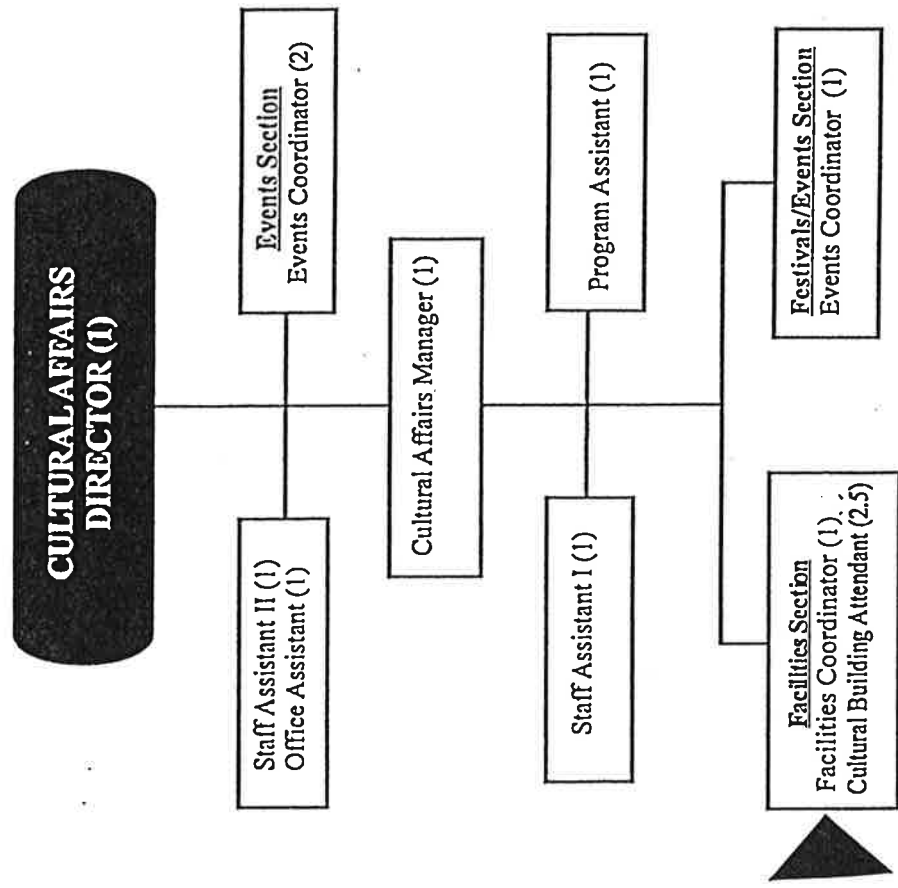 CULTURAL AFFAIRS
DIRECTOR (1)
Staff Assistant II (1)
Office Assistant (1)
Events Section
Events Coordinator (2)
Cultural Affairs Manager (1)
Staff Assistant I (1)
Program Assistant (1)
Facilities Section
Facilities Coordinator (1)
Cultural Building Attendant (2.5)
Festivals/Events Section
Events Coordinator (1)